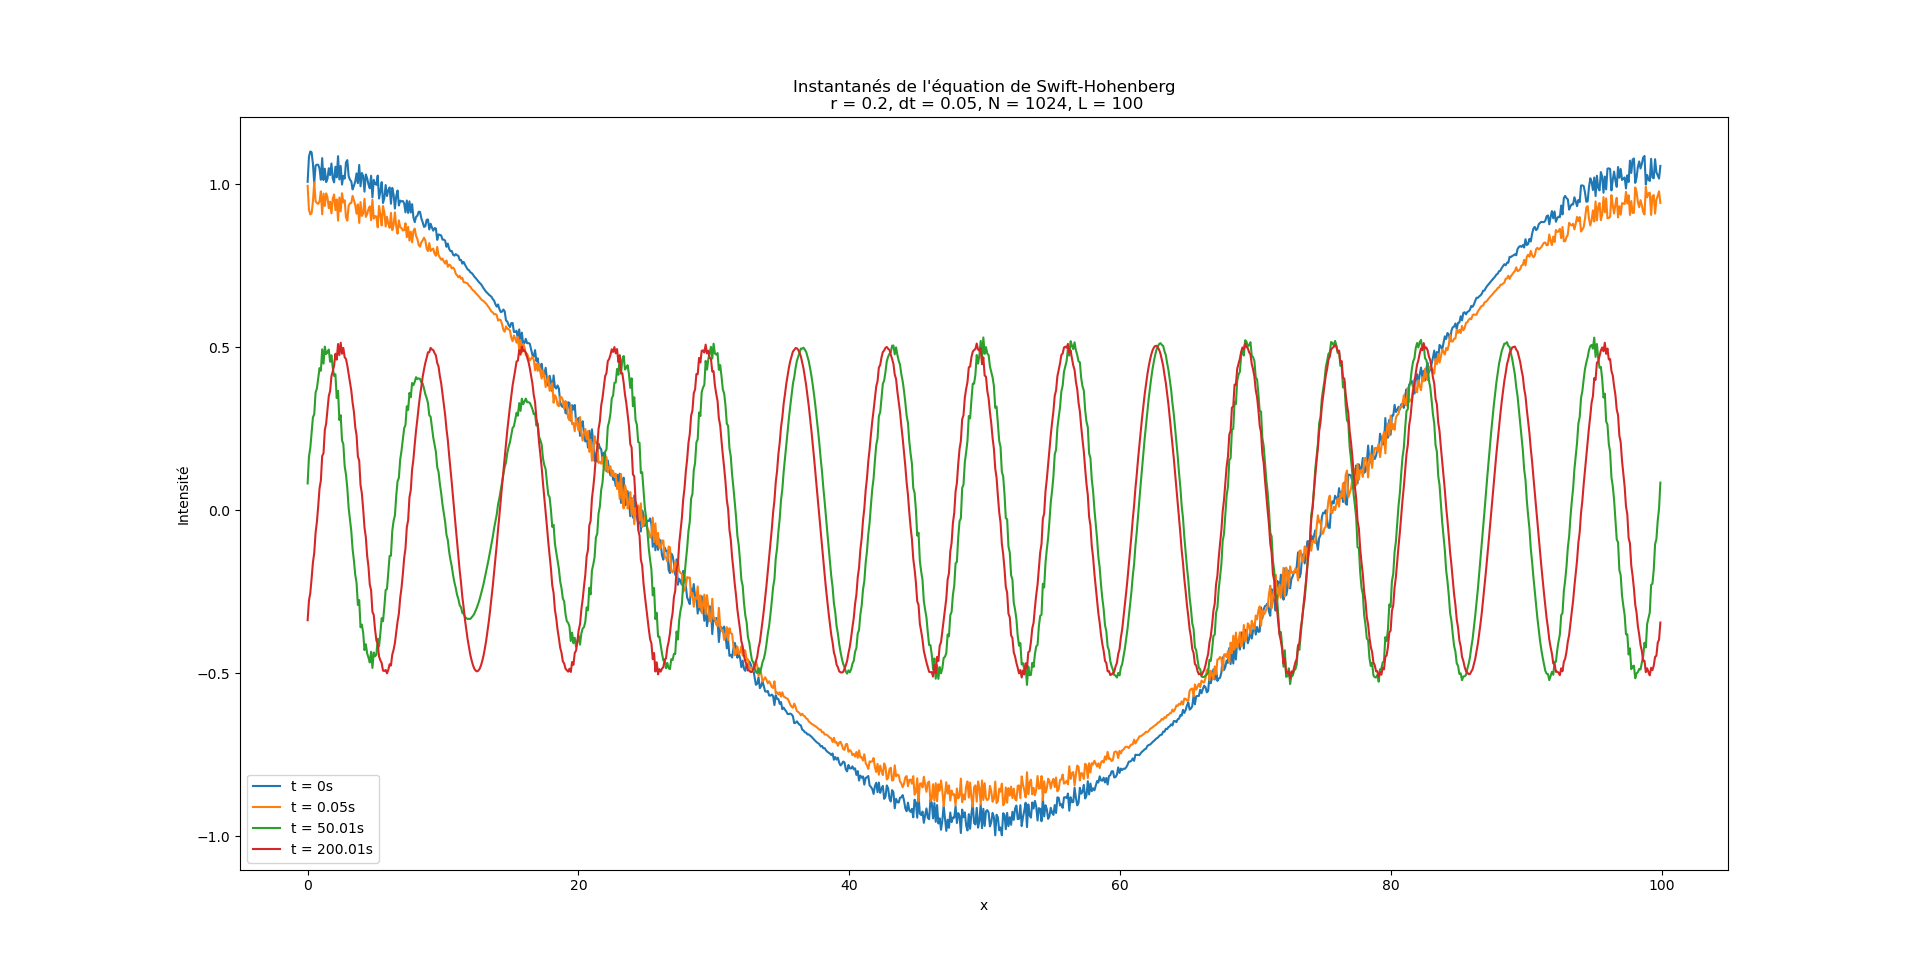 Instantanés de l'équation de Swift-Hohenberg
r = 0.2, dt = 0.05, N = 1024, L = 100
Intensité
1.0
0.5
0.0
−0.5
−1.0
t = 0s
t = 0.05s
t = 50.01s
t = 200.01s
0 20 40 60 80 100
x